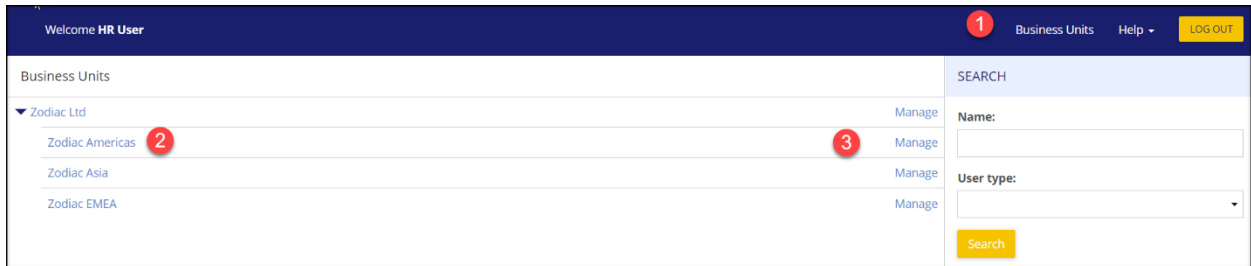 Welcome HR User
1
Business Units
Help
LOG OUT
Business Units
Zodiac Ltd
Manage
Zodiac Americas
2
3
Manage
Zodiac Asia
Manage
Zodiac EMEA
Manage
SEARCH
Name:
User type:
Search